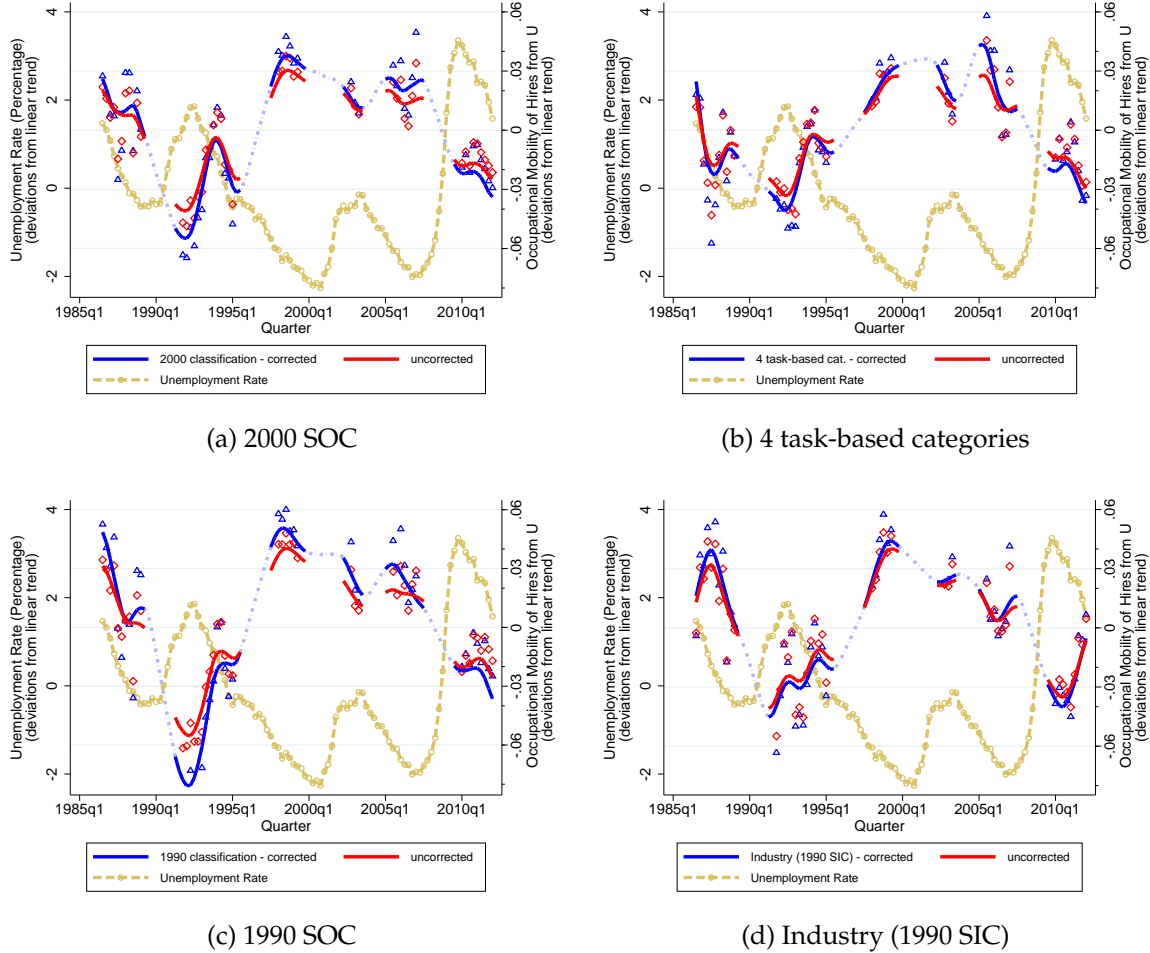 Unemployment Rate (Percentage)
(deviations from linear trend)
4
2
0
-2
.06
.03
0
-.03
-.06
Occupational Mobility of Hires from U
(deviations from linear trend)
1985q1 1990q1 1995q1 2000q1 2005q1 2010q1
Quarter
2000 classification - corrected uncorrected
Unemployment Rate
(a) 2000 SOC
Unemployment Rate (Percentage)
(deviations from linear trend)
4
2
0
-2
.06
.03
0
-.03
-.06
Occupational Mobility of Hires from U
(deviations from linear trend)
1985q1 1990q1 1995q1 2000q1 2005q1 2010q1
Quarter
4 task-based cat. - corrected uncorrected
Unemployment Rate
(b) 4 task-based categories
Unemployment Rate (Percentage)
(deviations from linear trend)
4
2
0
-2
.06
.03
0
-.03
-.06
Occupational Mobility of Hires from U
(deviations from linear trend)
1985q1 1990q1 1995q1 2000q1 2005q1 2010q1
Quarter
1990 classification - corrected uncorrected
Unemployment Rate
(c) 1990 SOC
Unemployment Rate (Percentage)
(deviations from linear trend)
4
2
0
-2
.06
.03
0
-.03
-.06
Occupational Mobility of Hires from U
(deviations from linear trend)
1985q1 1990q1 1995q1 2000q1 2005q1 2010q1
Quarter
Industry (1990 SIC) - corrected uncorrected
Unemployment Rate
(d) Industry (1990 SIC)